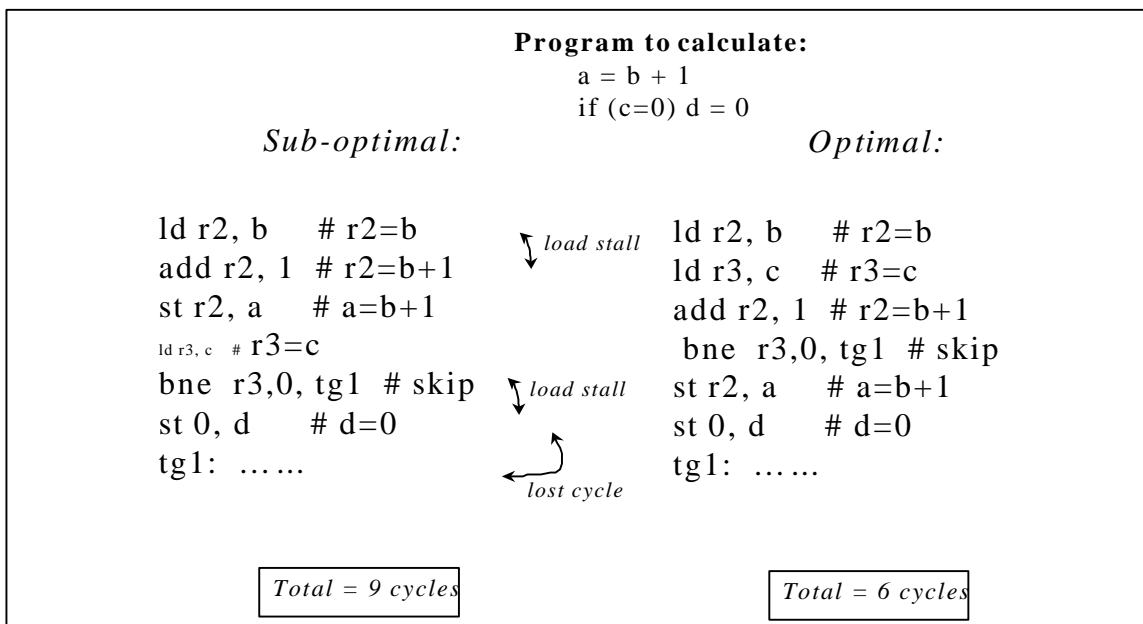 Program to calculate:
a = b + 1
if (c=0) d = 0
Sub-optimal:
ld r2, b # r2=b
add r2, 1 # r2=b+1
st r2, a # a=b+1
ld r3, c # r3=c
bne r3,0, tg1 # skip
st 0, d # d=0
tg1: ......
load stall
load stall
lost cycle
Total = 9 cycles
Optimal:
ld r2, b # r2=b
ld r3, c # r3=c
add r2, 1 # r2=b+1
bne r3,0, tg1 # skip
st r2, a # a=b+1
st 0, d # d=0
tg1: ......
Total = 6 cycles